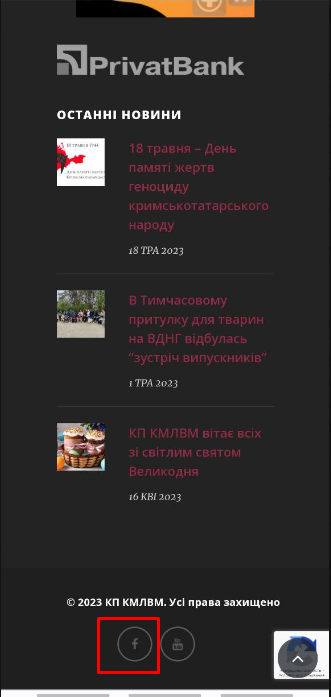 PrivatBank
ОСТАННІ НОВИНИ
18 травня – День
памяті жертв
геноциду
кримськотатарського
народу
18 ТРА 2023
В Тимчасовому
притулку для тварин
на ВДНГ відбулась
“зустріч випускників”
1 ТРА 2023
КП КМЛВМ вітає всіх
зі світлим святом
Великодня
16 КВІ 2023
© 2023 КП КМЛВМ. Усі права захищено
You